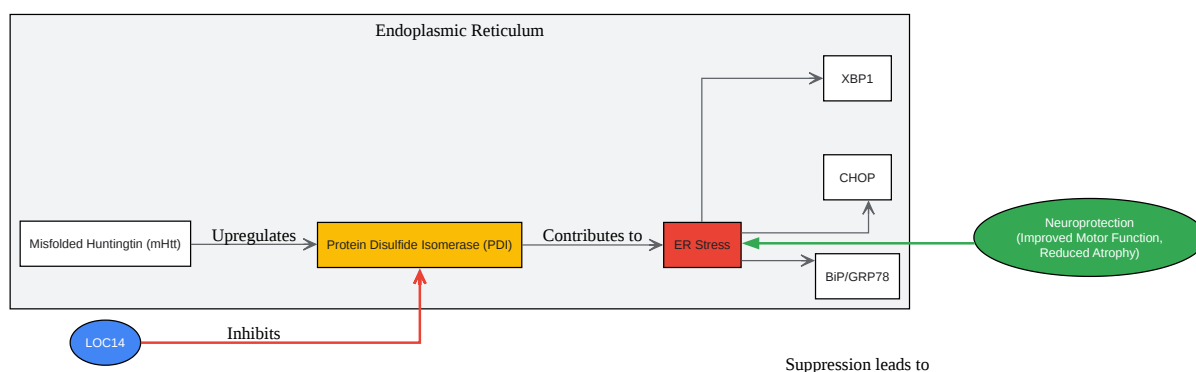 Endoplasmic Reticulum
XBP1
CHOP
Misfolded Huntingtin (mHtt)
Upregulates
Protein Disulfide Isomerase (PDI)
Contributes to
ER Stress
BiP/GRP78
Neuroprotection
(Improved Motor Function,
Reduced Atrophy)
LOC14
Inhibits
Suppression leads to